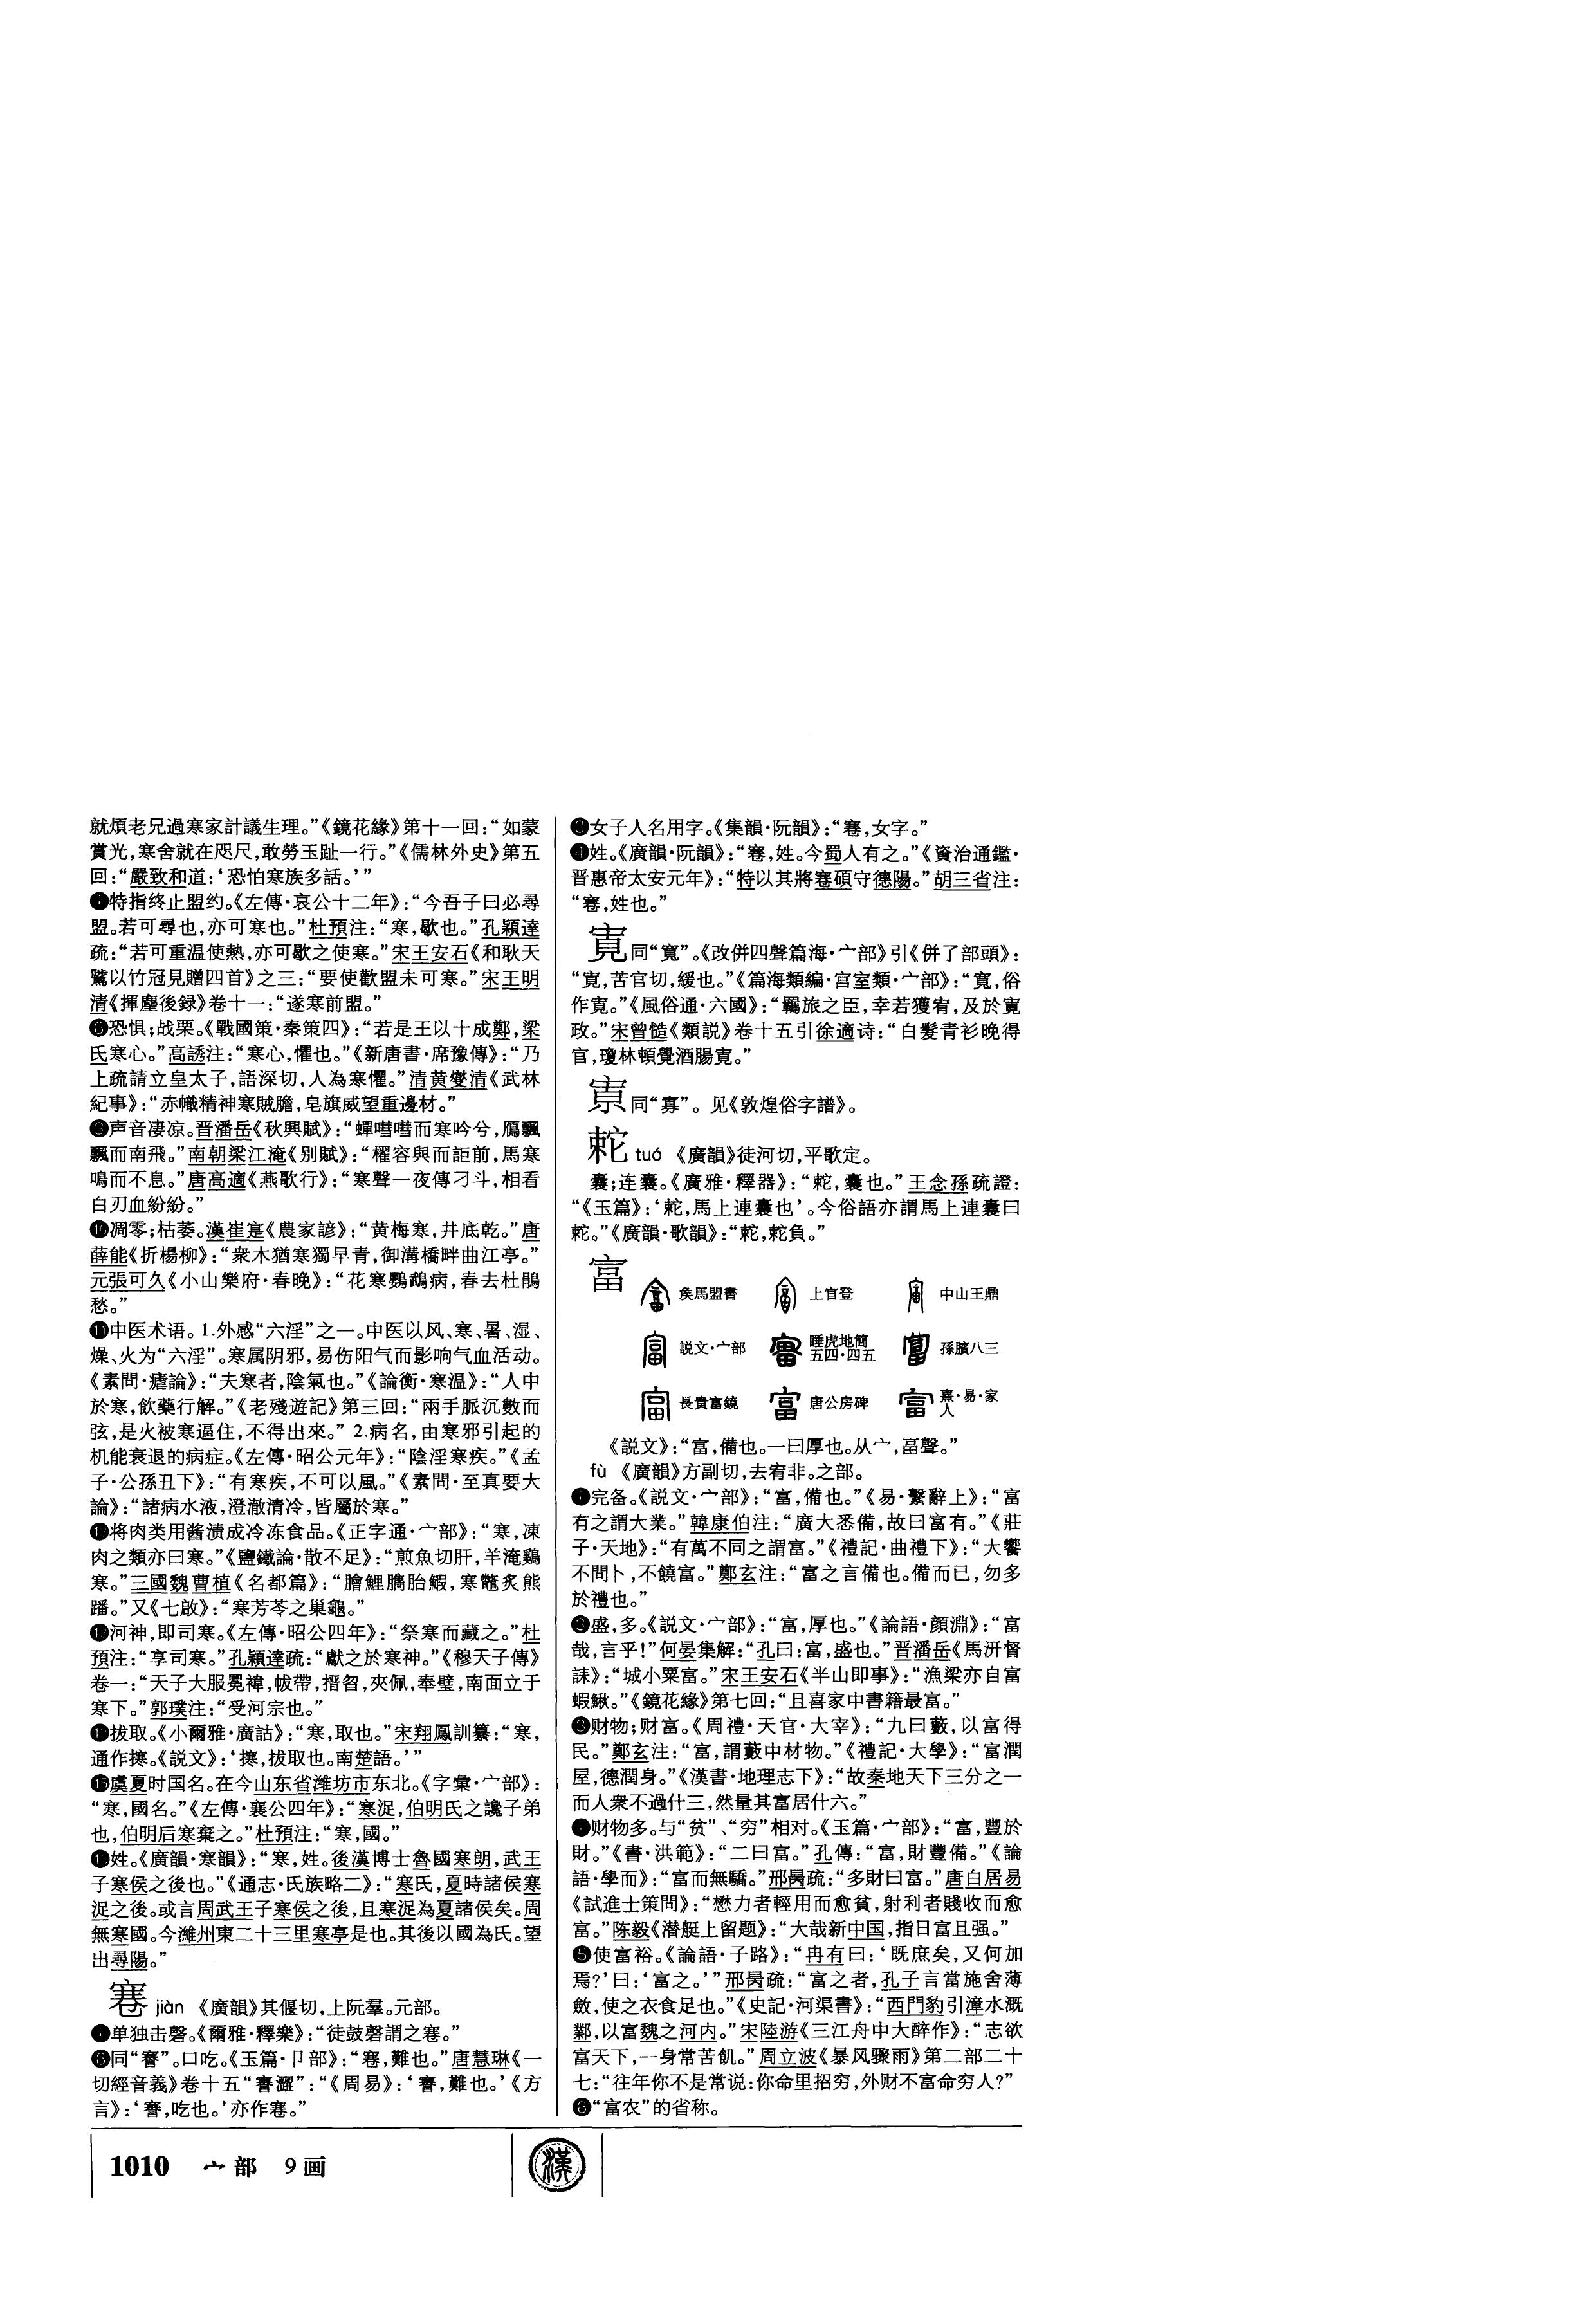 就煩老兄過寒家計議生理。”《鏡花緣》第十一回：“如蒙
賞光，寒舍就在咫尺，敢勞玉趾一行。”《儒林外史》第五
回：“嚴致和道：‘恐怕寒族多話。’”
特指终止盟约。《左傳·哀公十二年》：“今吾子曰必尋
盟。若可尋也，亦可寒也。”杜預注：“寒，歇也。”孔穎達
疏：“若可重温使熱，亦可歇之使寒。”宋王安石《和耿天
騭以竹冠見贈四首》之三：“要使歡盟未可寒。”宋王明
清《揮麈後録》卷十一：“遂寒前盟。”
恐惧；战栗。《戰國策·秦策四》：“若是王以十成鄭，梁
氏寒心。”高誘注：“寒心，懼也。”《新唐書·席豫傳》：“乃
上疏請立皇太子，語深切，人為寒懼。”清黄燮清《武林
紀事》：“赤幟精神寒賊膽，皂旗威望重邊材。”
声音凄凉。晋潘岳《秋興賦》：“蟬嘒嘒而寒吟兮，鴈飄
飄而南飛。”南朝梁江淹《别賦》：“櫂容與而詎前，馬寒
鳴而不息。”唐高適《燕歌行》：“寒聲一夜傳刁斗，相看
白刃血紛紛。”
凋零；枯萎。漢崔寔《農家諺》：“黄梅寒，井底乾。”唐
薛能《折楊柳》：“衆木猶寒獨早青，御溝橋畔曲江亭。”
元張可久《小山樂府·春晚》：“花寒鸚鵡病，春去杜鵑
愁。”
⓫中医术语。1.外感“六淫”之一。中医以风、寒、暑、湿、
燥、火为“六淫”。寒属阴邪，易伤阳气而影响气血活动。
《素問·瘧論》：“夫寒者，陰氣也。”《論衡·寒温》：“人中
於寒，飲藥行解。”《老殘遊記》第三回：“兩手脈沉數而
弦，是火被寒逼住，不得出來。” 2.病名，由寒邪引起的
机能衰退的病症。《左傳·昭公元年》：“陰淫寒疾。”《孟
子·公孫丑下》：“有寒疾，不可以風。”《素問·至真要大
論》：“諸病水液，澄澈清冷，皆屬於寒。”
将肉类用酱渍成冷冻食品。《正字通·宀部》：“寒，凍
肉之類亦曰寒。”《鹽鐵論·散不足》：“煎魚切肝，羊淹鷄
寒。”三國魏曹植《名都篇》：“膾鯉臇胎鰕，寒鼈炙熊
蹯。”又《七啟》：“寒芳苓之巢龜。”
河神，即司寒。《左傳·昭公四年》：“祭寒而藏之。”杜
預注：“享司寒。”孔穎達疏：“獻之於寒神。”《穆天子傳》
卷一：“天子大服冕褘，帗帶，搢曶，夾佩，奉璧，南面立于
寒下。”郭璞注：“受河宗也。”
拔取。《小爾雅·廣詁》：“寒，取也。”宋翔鳳訓纂：“寒，
通作㩃。《説文》：‘㩃，拔取也。南楚語。’”
⓯虞夏时国名。在今山东省潍坊市东北。《字彙·宀部》：
“寒，國名。”《左傳·襄公四年》：“寒浞，伯明氏之讒子弟
也，伯明后寒棄之。”杜預注：“寒，國。”
姓。《廣韻·寒韻》：“寒，姓。後漢博士魯國寒朗，武王
子寒侯之後也。”《通志·氏族略二》：“寒氏，夏時諸侯寒
浞之後。或言周武王子寒侯之後，且寒浞為夏諸侯矣。周
無寒國。今濰州東二十三里寒亭是也。其後以國為氏。望
出尋陽。”
寋 jiàn 《廣韻》其偃切，上阮羣。元部。
单独击磬。《爾雅·釋樂》：“徒鼓磬謂之寋。”
同“謇”。口吃。《玉篇·卩部》：“寋，難也。”唐慧琳《一
切經音義》卷十五“謇澀”：“《周易》：‘謇，難也。’《方
言》：‘謇，吃也。’亦作寋。”
❸女子人名用字。《集韻·阮韻》：“寋，女字。”
❹姓。《廣韻·阮韻》：“寋，姓。今蜀人有之。”《資治通鑑·
晋惠帝太安元年》：“特以其將寋碩守德陽。”胡三省注：
“寋，姓也。”
寛同“寬”。《改併四聲篇海·宀部》引《併了部頭》：
“寛，苦官切，緩也。”《篇海類編·宫室類·宀部》：“寬，俗
作寛。”《風俗通·六國》：“羈旅之臣，幸若獲宥，及於寛
政。”宋曾慥《類説》卷十五引徐適诗：“白髮青衫晚得
官，瓊林頓覺酒腸寛。”
同“寡”。见《敦煌俗字譜》。
tuó 《廣韻》徒河切，平歌定。
囊；连囊。《廣雅·釋器》：“，囊也。”王念孫疏證：
“《玉篇》：‘，馬上連囊也’。今俗語亦謂馬上連囊曰
。”《廣韻·歌韻》：“，負。”
富
矦馬盟書 上官登 中山王鼎
説文·宀部 睡虎地簡五四·四五 孫臏八三
長貴富鏡 唐公房碑 熹·易·家人
《説文》：“富，備也。一曰厚也。从宀，畐聲。”
fù 《廣韻》方副切，去宥非。之部。
完备。《説文·宀部》：“富，備也。”《易·繫辭上》：“富
有之謂大業。”韓康伯注：“廣大悉備，故曰富有。”《莊
子·天地》：“有萬不同之謂富。”《禮記·曲禮下》：“大饗
不問卜，不饒富。”鄭玄注：“富之言備也。備而已，勿多
於禮也。”
盛，多。《説文·宀部》：“富，厚也。”《論語·顔淵》：“富
哉，言乎！”何晏集解：“孔曰：富，盛也。”晋潘岳《馬汧督
誄》：“城小粟富。”宋王安石《半山即事》：“漁梁亦自富
蝦鰍。”《鏡花緣》第七回：“且喜家中書籍最富。”
❸财物；财富。《周禮·天官·大宰》：“九曰藪，以富得
民。”鄭玄注：“富，謂藪中材物。”《禮記·大學》：“富潤
屋，德潤身。”《漢書·地理志下》：“故秦地天下三分之一
而人衆不過什三，然量其富居什六。”
财物多。与“贫”、“穷”相对。《玉篇·宀部》：“富，豐於
財。”《書·洪範》：“二曰富。”孔傳：“富，財豐備。”《論
語·學而》：“富而無驕。”邢昺疏：“多財曰富。”唐白居易
《試進士策問》：“懋力者輕用而愈貧，射利者賤收而愈
富。”陈毅《潜艇上留题》：“大哉新中国，指日富且强。”
❺使富裕。《論語·子路》：“冉有曰：‘既庶矣，又何加
焉？’曰：‘富之。’”邢昺疏：“富之者，孔子言當施舍薄
斂，使之衣食足也。”《史記·河渠書》：“西門豹引漳水溉
鄴，以富魏之河内。”宋陸游《三江舟中大醉作》：“志欲
富天下，一身常苦飢。”周立波《暴风骤雨》第二部二十
七：“往年你不是常说：你命里招穷，外财不富命穷人？”
❻“富农”的省称。
1010 宀部 9画
漢